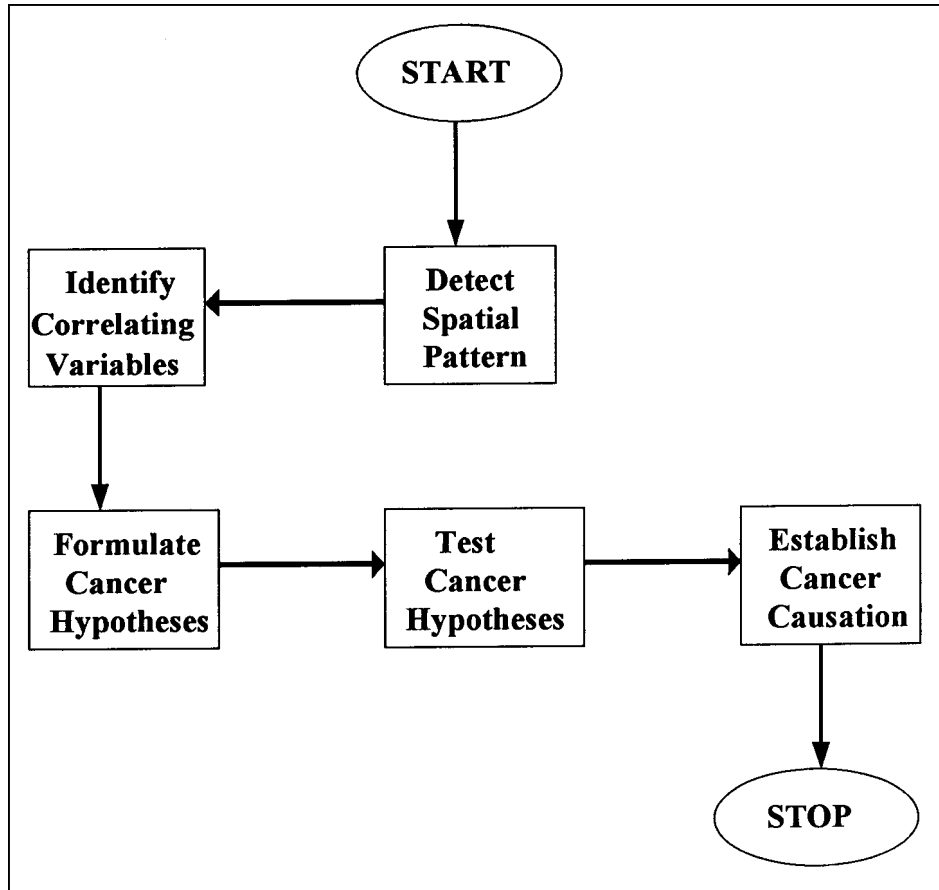 START
Detect
Spatial
Pattern
Identify
Correlating
Variables
Formulate
Cancer
Hypotheses
Test
Cancer
Hypotheses
Establish
Cancer
Causation
STOP